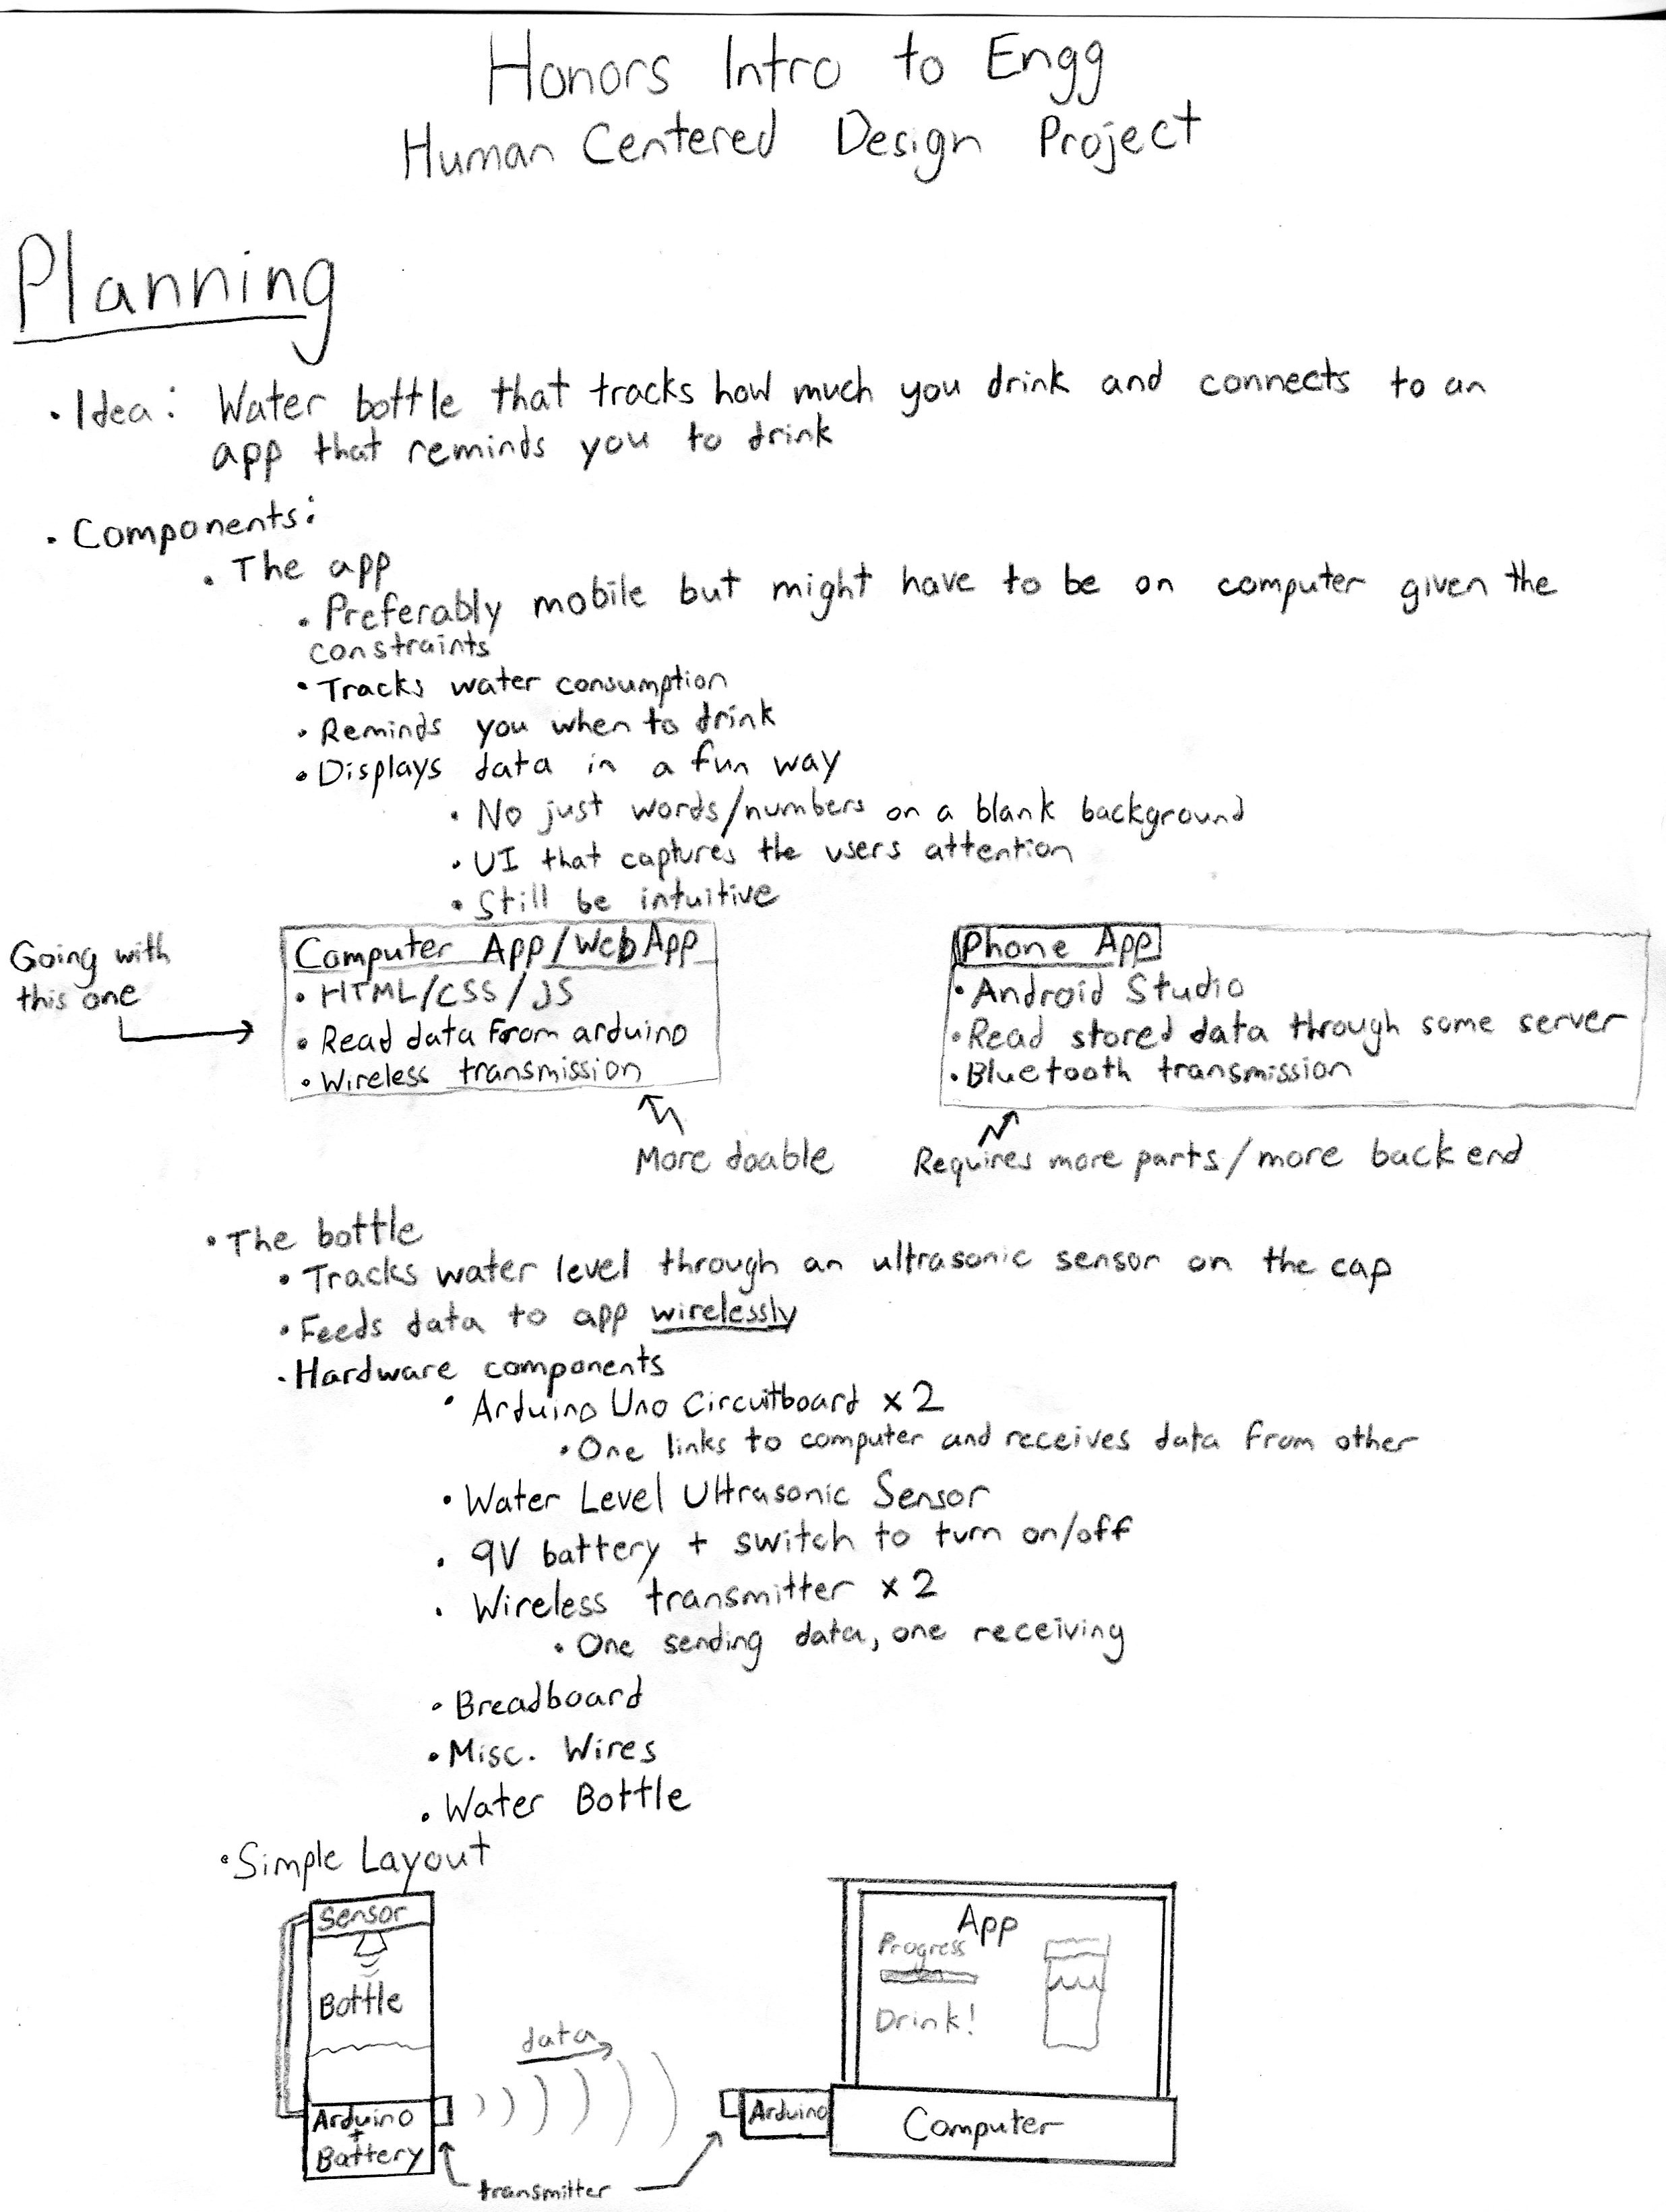 Honors Intro to Engg
Human Centered Design Project
Planning
• Idea: Water bottle that tracks how much you drink and connects to an
app that reminds you to drink
• Components:
• The app
• Preferably mobile but might have to be on computer given the
constraints
• Tracks water consumption
• Reminds you when to drink
• Displays data in a fun way
• No just words/numbers on a blank background
• UI that captures the users attention
• Still be intuitive
Going with
this one
Computer App/Web App
• HTML/CSS/JS
• Read data from arduino
• Wireless transmission
More doable
Phone App
• Android Studio
• Read stored data through some server
• Bluetooth transmission
Requires more parts/more back end
• The bottle
• Tracks water level through an ultrasonic sensor on the cap
• Feeds data to app wirelessly
• Hardware components
• Arduino Uno Circuitboard x2
• One links to computer and receives data from other
• Water Level Ultrasonic Sensor
• 9V battery + switch to turn on/off
• Wireless transmitter x2
• One sending data, one receiving
• Breadboard
• Misc. Wires
• Water Bottle
• Simple Layout
Sensor
Bottle
Arduino
+
Battery
data
transmitter
App
Progress
Drink!
Arduino
Computer